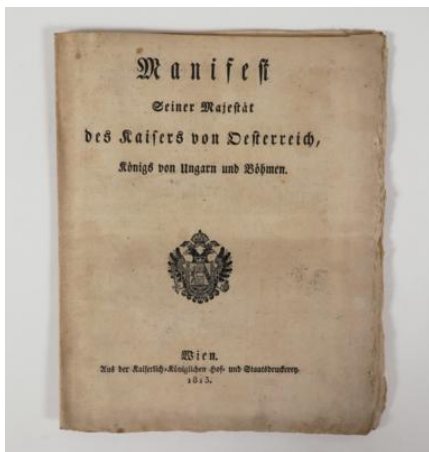 Manifest
Seiner Majestät
des Kaisers von Oesterreich,
Königs von Ungarn und Böhmen.
Wien.
Aus der Kaiserlich-Königlichen Hof- und Staatsdruckerey.
1813.